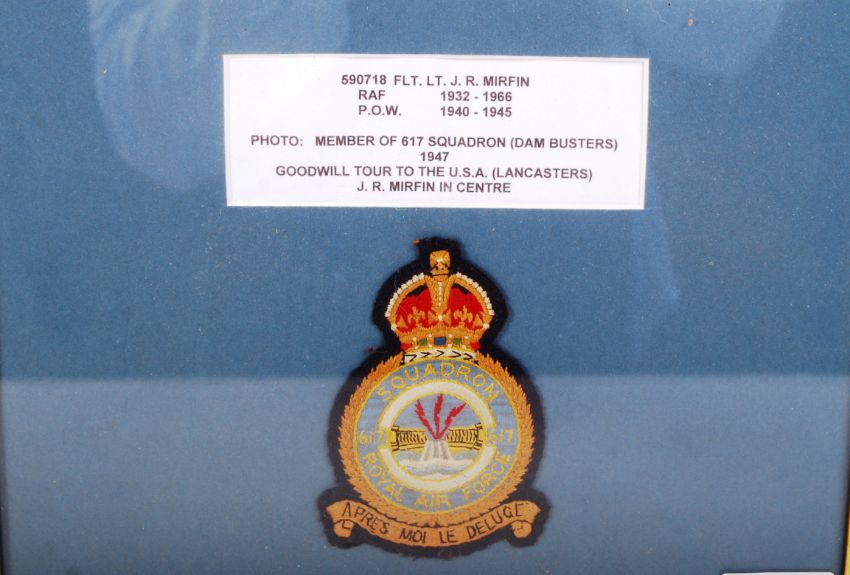 590718 FLT. LT. J. R. MIRFIN
RAF 1932 - 1966
P.O.W. 1940 - 1945
PHOTO: MEMBER OF 617 SQUADRON (DAM BUSTERS)
1947
GOODWILL TOUR TO THE U.S.A. (LANCASTERS)
J. R. MIRFIN IN CENTRE
SQUADROM
617 617
ROYAL AIR FORCE
APRES MOI LE DELUGE